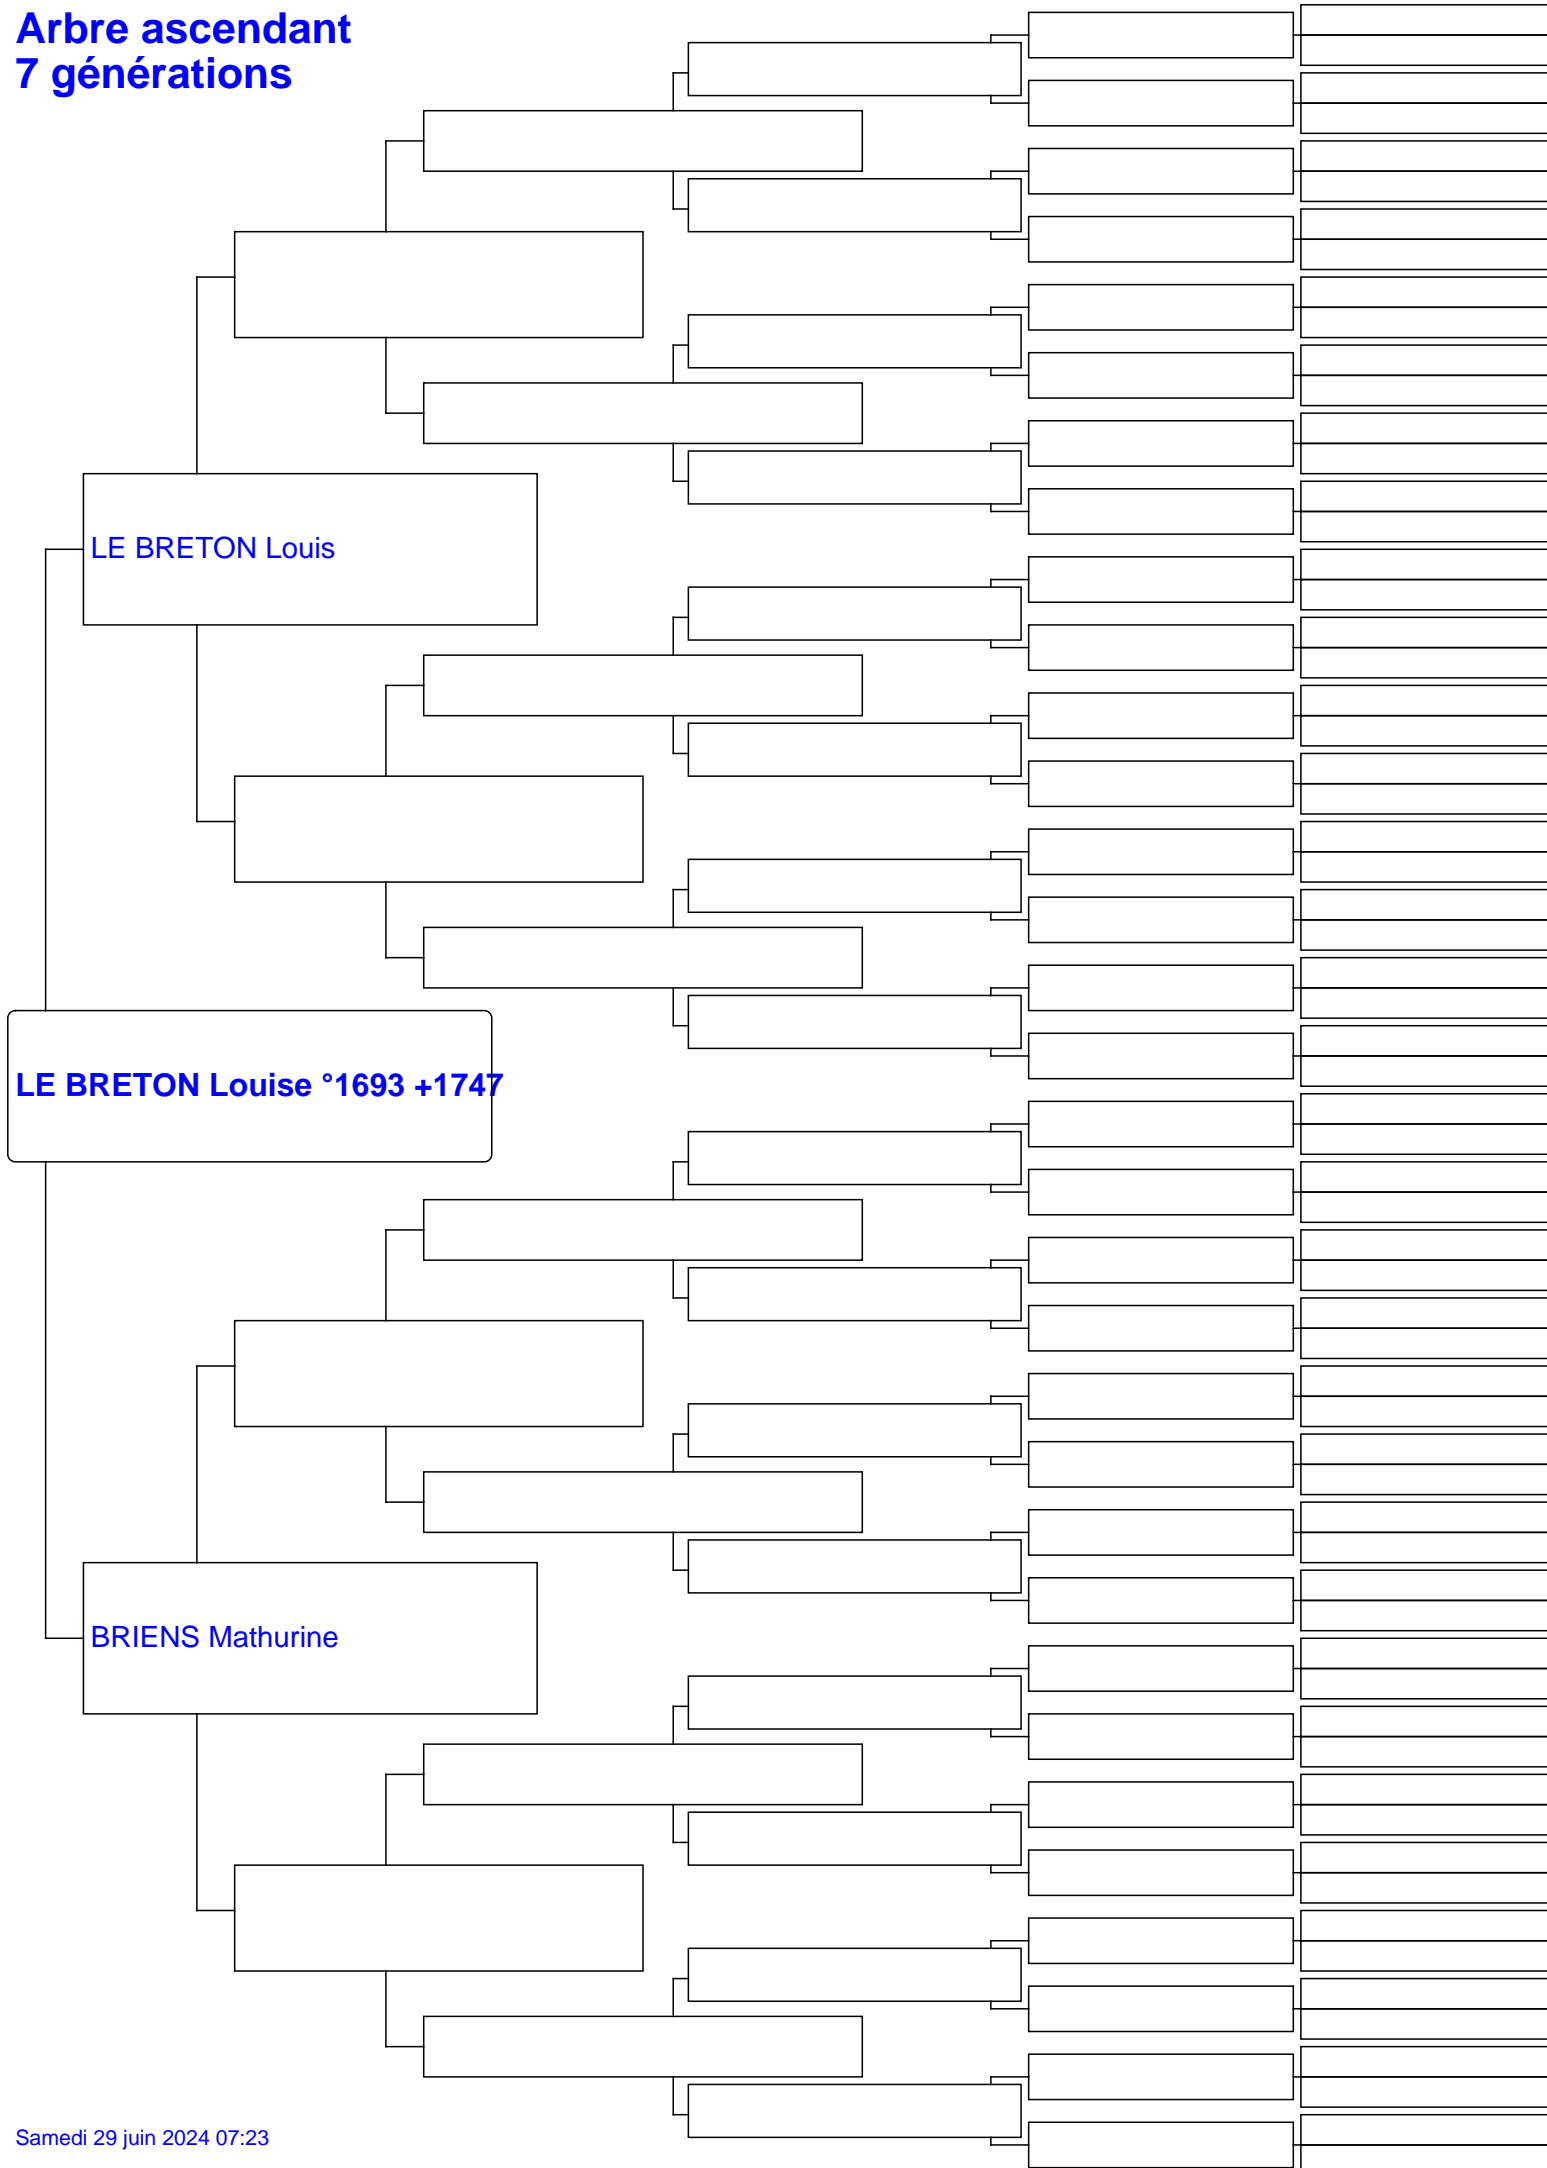 Arbre ascendant
7 générations
LE BRETON Louis
LE BRETON Louise °1693 +1747
BRIENS Mathurine
Samedi 29 juin 2024 07:23